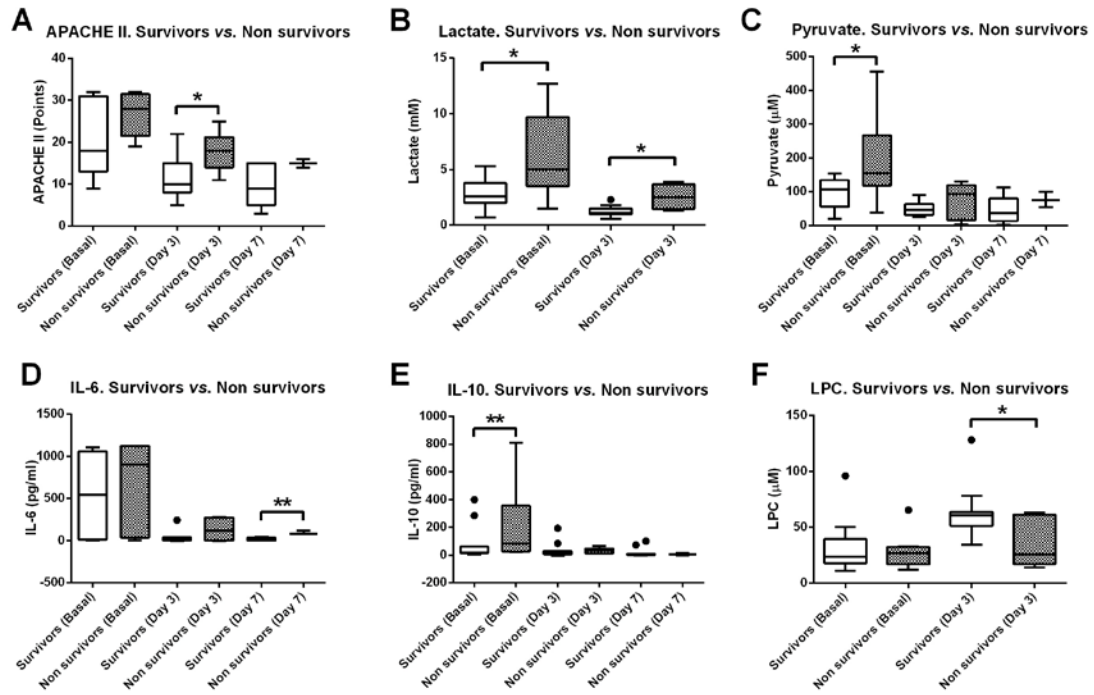 A
APACHE II. Survivors vs. Non survivors
APACHE II (Points)
40
30
20
10
0
*
Survivors (Basal)
Non survivors (Basal)
Survivors (Day 3)
Non survivors (Day 3)
Survivors (Day 7)
Non survivors (Day 7)
B
Lactate. Survivors vs. Non survivors
Lactate (mM)
15
10
5
0
*
*
Survivors (Basal)
Non survivors (Basal)
Survivors (Day 3)
Non survivors (Day 3)
C
Pyruvate. Survivors vs. Non survivors
Pyruvate (μM)
500
400
300
200
100
0
*
Survivors (Basal)
Non survivors (Basal)
Survivors (Day 3)
Non survivors (Day 3)
Survivors (Day 7)
Non survivors (Day 7)
D
IL-6. Survivors vs. Non survivors
IL-6 (pg/ml)
1500
1000
500
0
-500
**
Survivors (Basal)
Non survivors (Basal)
Survivors (Day 3)
Non survivors (Day 3)
Survivors (Day 7)
Non survivors (Day 7)
E
IL-10. Survivors vs. Non survivors
IL-10 (pg/ml)
1000
800
600
400
200
0
-200
**
Survivors (Basal)
Non survivors (Basal)
Survivors (Day 3)
Non survivors (Day 3)
Survivors (Day 7)
Non survivors (Day 7)
F
LPC. Survivors vs. Non survivors
LPC (μM)
150
100
50
0
*
Survivors (Basal)
Non survivors (Basal)
Survivors (Day 3)
Non survivors (Day 3)